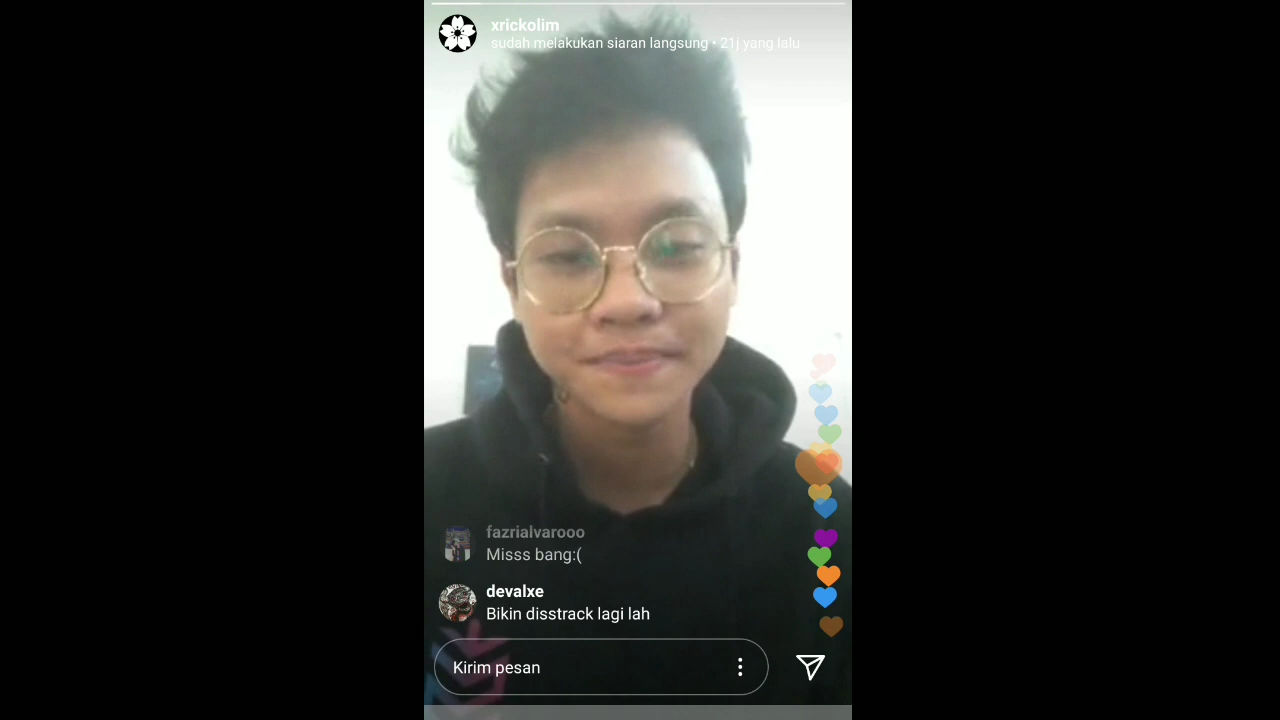 xrickolim
sudah melakukan siaran langsung • 21j yang lalu
fazrialvarooo
Misss bang:(
devalxe
Bikin disstrack lagi lah
Kirim pesan